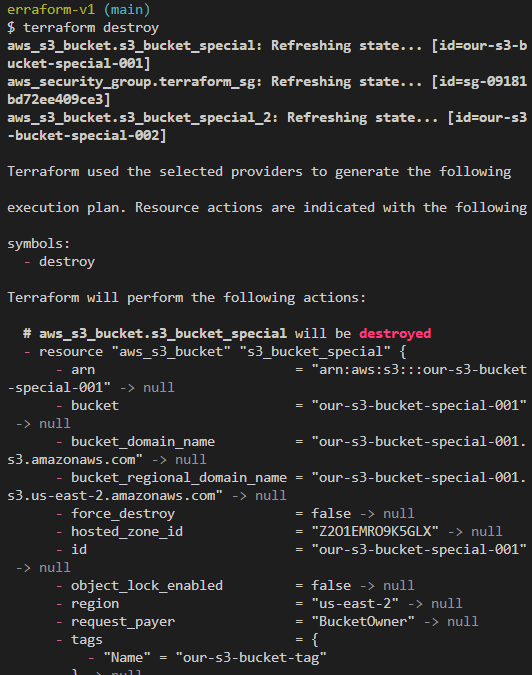 erraform-v1 (main)
$ terraform destroy
aws_s3_bucket.s3_bucket_special: Refreshing state... [id=our-s3-b
ucket-special-001]
aws_security_group.terraform_sg: Refreshing state... [id=sg-09181
bd72ee409ce3]
aws_s3_bucket.s3_bucket_special_2: Refreshing state... [id=our-s3
-bucket-special-002]
Terraform used the selected providers to generate the following
execution plan. Resource actions are indicated with the following
symbols:
- destroy
Terraform will perform the following actions:
# aws_s3_bucket.s3_bucket_special will be destroyed
- resource "aws_s3_bucket" "s3_bucket_special" {
- arn = "arn:aws:s3:::our-s3-bucket
-special-001" -> null
- bucket = "our-s3-bucket-special-001"
-> null
- bucket_domain_name = "our-s3-bucket-special-001.
s3.amazonaws.com" -> null
- bucket_regional_domain_name = "our-s3-bucket-special-001.
s3.us-east-2.amazonaws.com" -> null
- force_destroy = false -> null
- hosted_zone_id = "Z2O1EMRO9K5GLX" -> null
- id = "our-s3-bucket-special-001"
-> null
- object_lock_enabled = false -> null
- region = "us-east-2" -> null
- request_payer = "BucketOwner" -> null
- tags = {
- "Name" = "our-s3-bucket-tag"
} -> null